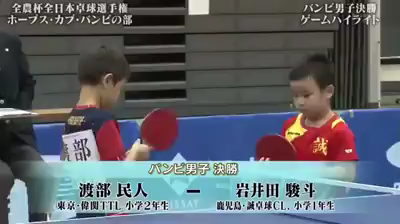 全農杯全日本卓球選手権
ホープス・カブ・バンビの部
バンビ男子決勝
ゲームハイライト
渡部
誠
バンビ男子 決勝
渡部 民人 ー 岩井田 駿斗
東京・偉関TTL 小学2年生
鹿児島・誠卓球CL, 小学1年生